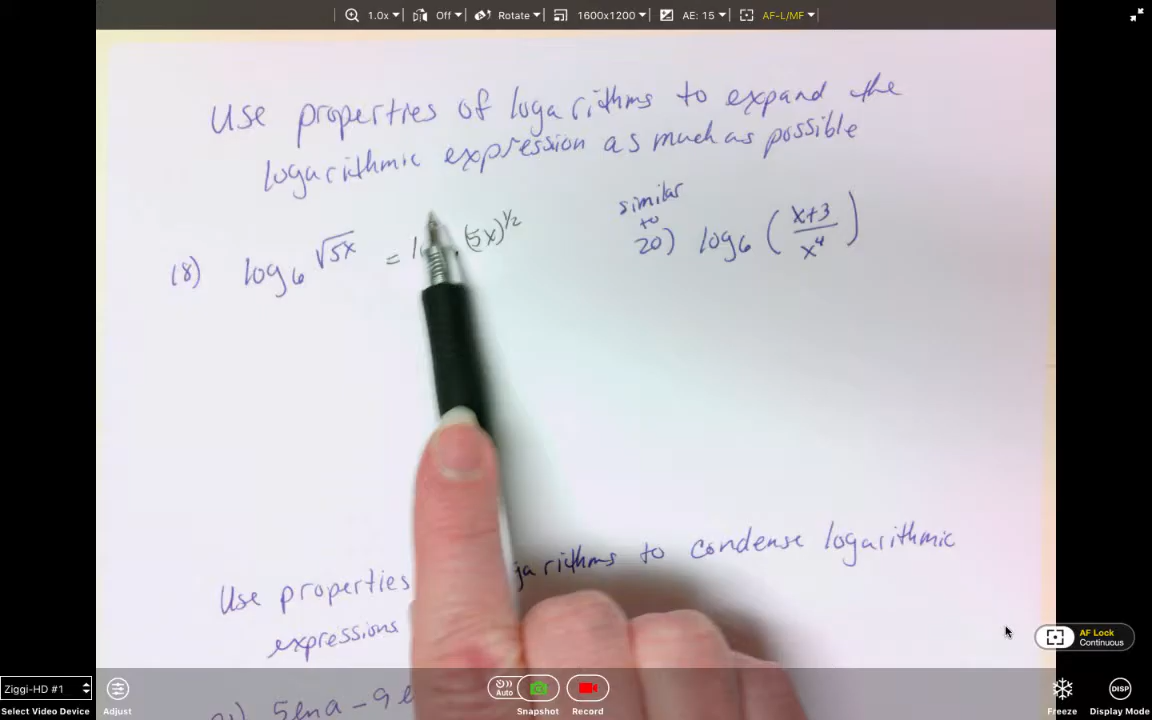 1.0x Off Rotate 1600x1200 AE: 15 AF-L/MF
Use properties of logarithms to expand the
logarithmic expression as much as possible
similar
to
18) log₆ √5x = (5x)^1/2 20) log₆ (x+3/x⁴)
Use properties to condense logarithmic
expressions
5 ln a - 9
AF Lock
Continuous
Ziggi-HD #1
Auto
Select Video Device Adjust Snapshot Record Freeze DISP Display Mode